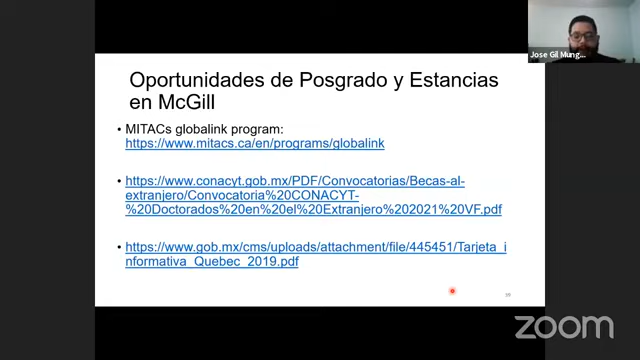 Jose Gil Mung...
Oportunidades de Posgrado y Estancias
en McGill
• MITACs globalink program:
https://www.mitacs.ca/en/programs/globalink
• https://www.conacyt.gob.mx/PDF/Convocatorias/Becas-al-
extranjero/Convocatoria%20CONACYT-
%20Doctorados%20en%20el%20Extranjero%202021%20VF.pdf
• https://www.gob.mx/cms/uploads/attachment/file/445451/Tarjeta_i
nformativa_Quebec_2019.pdf
zoom